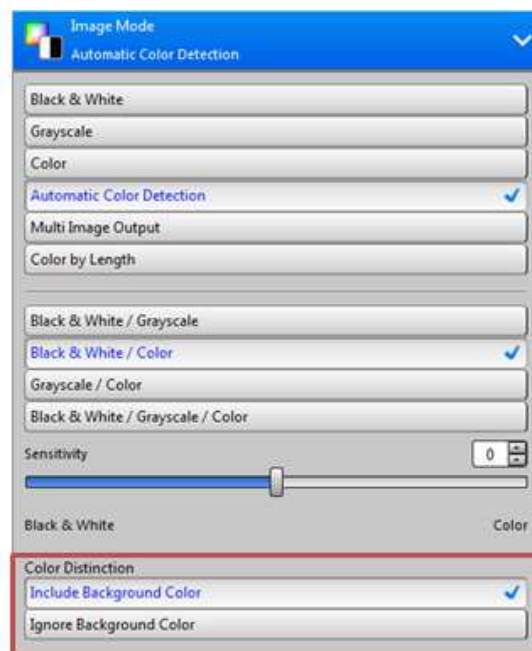 Image Mode
Automatic Color Detection
Black & White
Grayscale
Color
Automatic Color Detection
Multi Image Output
Color by Length
Black & White / Grayscale
Black & White / Color
Grayscale / Color
Black & White / Grayscale / Color
Sensitivity 0
Black & White Color
Color Distinction
Include Background Color
Ignore Background Color